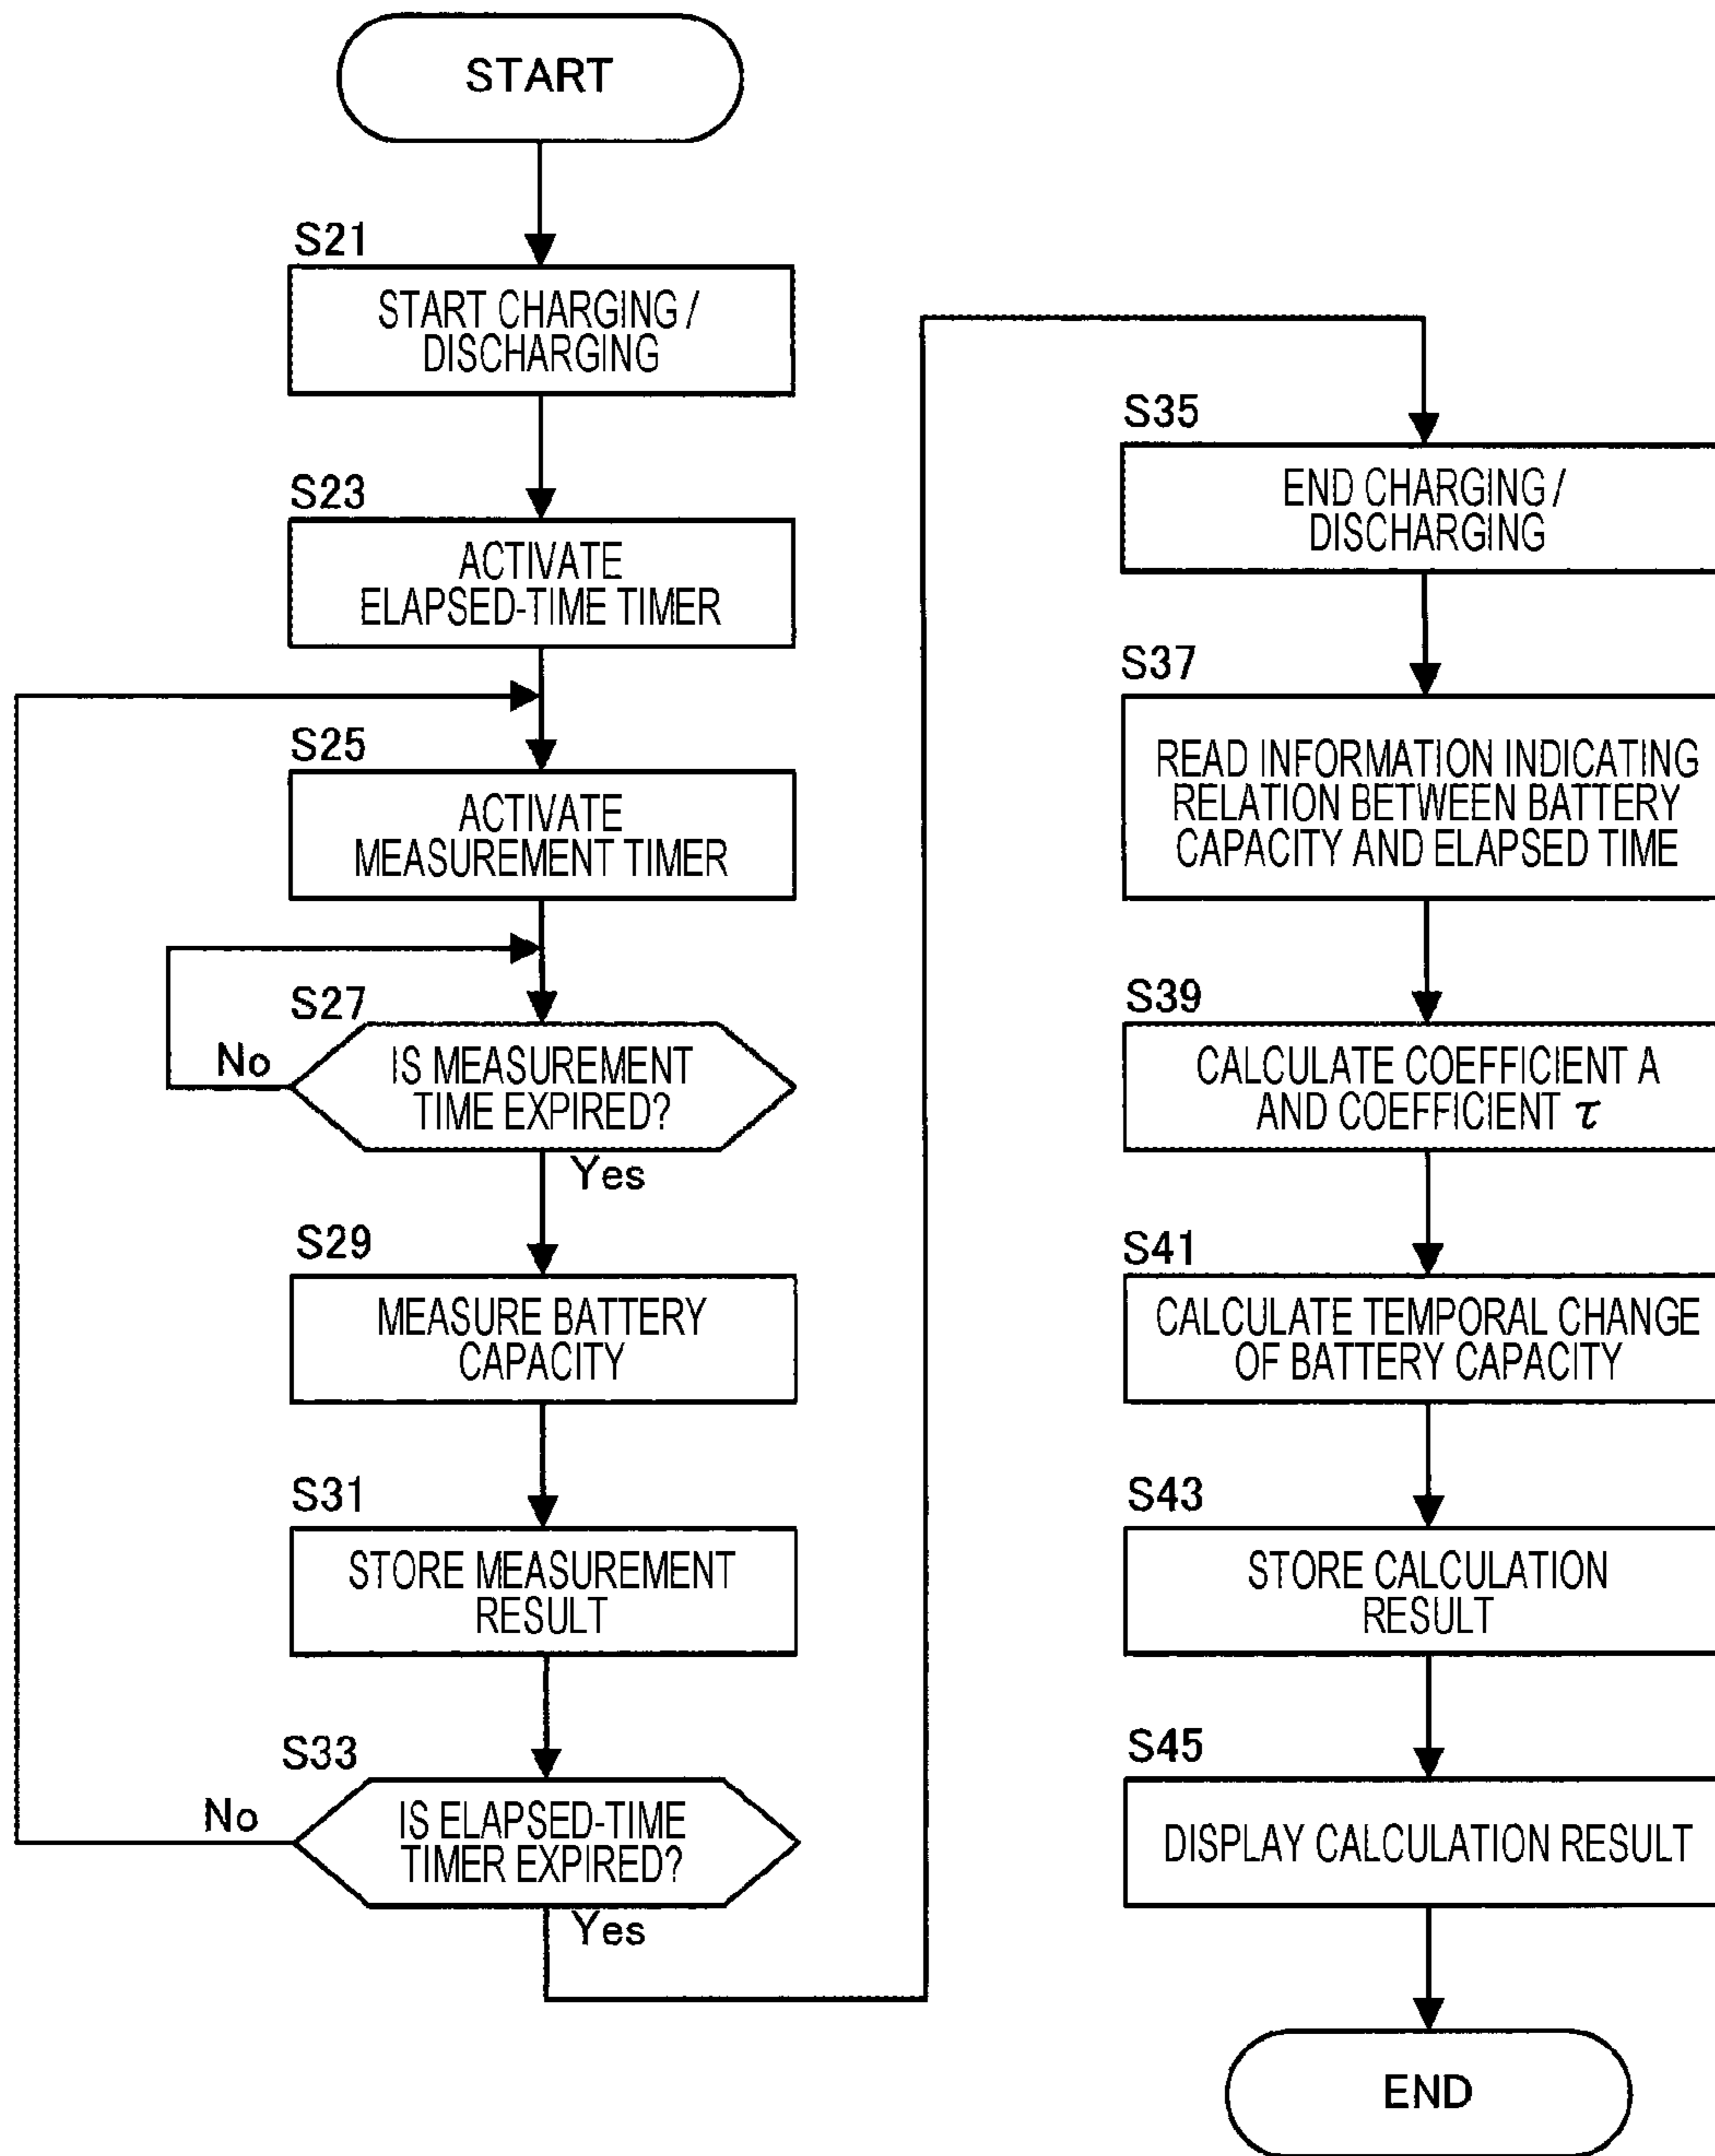 START
S21
START CHARGING /
DISCHARGING
S23
ACTIVATE
ELAPSED-TIME TIMER
S25
ACTIVATE
MEASUREMENT TIMER
S27
No
IS MEASUREMENT
TIME EXPIRED?
Yes
S29
MEASURE BATTERY
CAPACITY
S31
STORE MEASUREMENT
RESULT
S33
No
IS ELAPSED-TIME
TIMER EXPIRED?
Yes
S35
END CHARGING /
DISCHARGING
S37
READ INFORMATION INDICATING
RELATION BETWEEN BATTERY
CAPACITY AND ELAPSED TIME
S39
CALCULATE COEFFICIENT A
AND COEFFICIENT τ
S41
CALCULATE TEMPORAL CHANGE
OF BATTERY CAPACITY
S43
STORE CALCULATION
RESULT
S45
DISPLAY CALCULATION RESULT
END